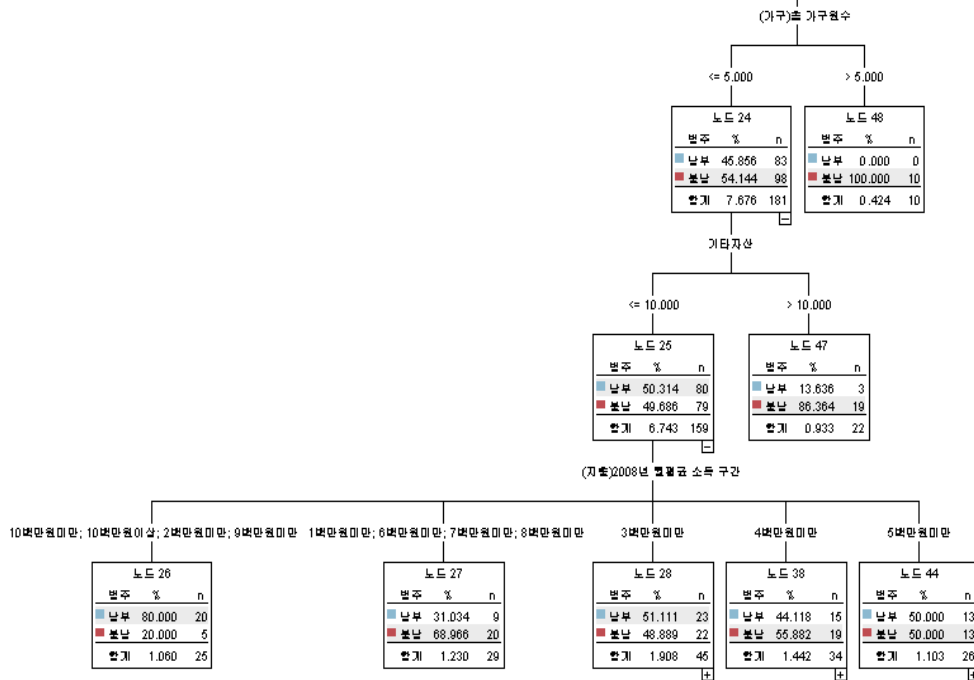 (가구)총 가구원수
<= 5.000
> 5.000
노드 24
범주 % n
납부 45.856 83
불납 54.144 98
합계 7.676 181
노드 48
범주 % n
납부 0.000 0
불납 100.000 10
합계 0.424 10
기타자산
<= 10.000
> 10.000
노드 25
범주 % n
납부 50.314 80
불납 49.686 79
합계 6.743 159
노드 47
범주 % n
납부 13.636 3
불납 86.364 19
합계 0.933 22
(지출)2008년 월평균 소득 구간
10백만원미만; 10백만원이상; 2백만원미만; 9백만원미만
1백만원미만; 6백만원미만; 7백만원미만; 8백만원미만
3백만원미만
4백만원미만
5백만원미만
노드 26
범주 % n
납부 80.000 20
불납 20.000 5
합계 1.060 25
노드 27
범주 % n
납부 31.034 9
불납 68.966 20
합계 1.230 29
노드 28
범주 % n
납부 51.111 23
불납 48.889 22
합계 1.908 45
노드 38
범주 % n
납부 44.118 15
불납 55.882 19
합계 1.442 34
노드 44
범주 % n
납부 50.000 13
불납 50.000 13
합계 1.103 26